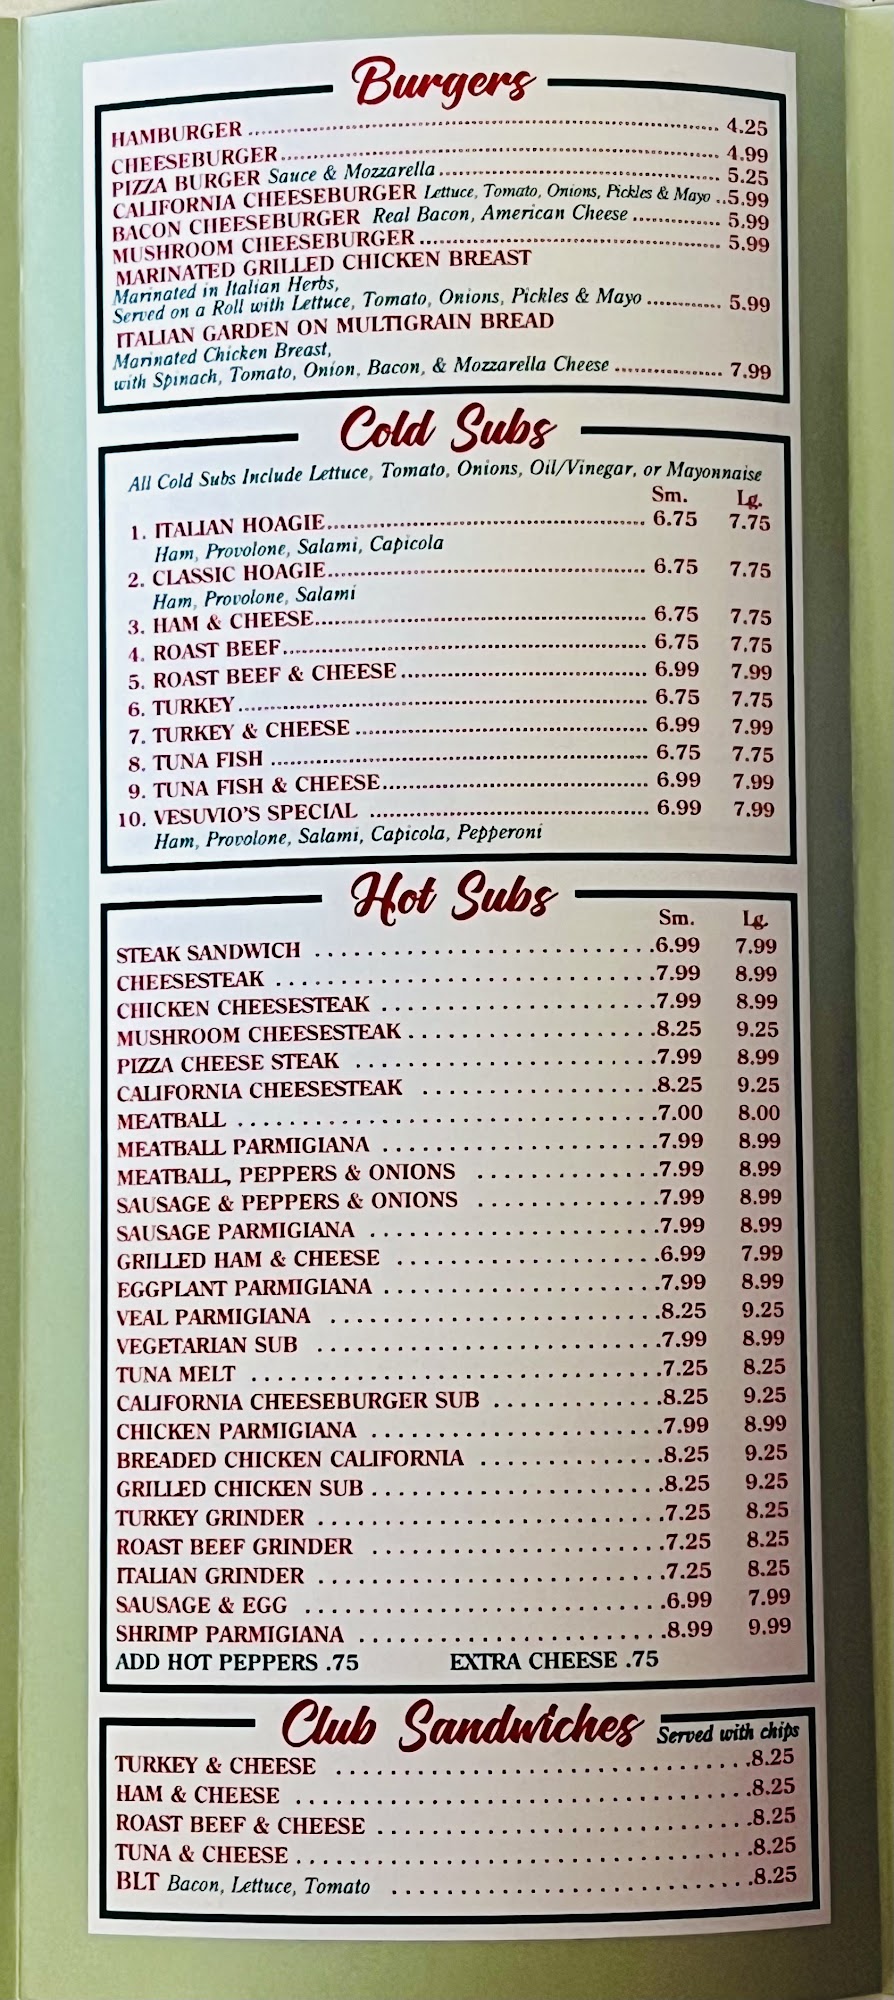 Burgers
HAMBURGER 4.25
CHEESEBURGER 4.99
PIZZA BURGER Sauce & Mozzarella 5.25
CALIFORNIA CHEESEBURGER Lettuce, Tomato, Onions, Pickles & Mayo ..5.99
BACON CHEESEBURGER Real Bacon, American Cheese 5.99
MUSHROOM CHEESEBURGER 5.99
MARINATED GRILLED CHICKEN BREAST
Marinated in Italian Herbs,
Served on a Roll with Lettuce, Tomato, Onions, Pickles & Mayo 5.99
ITALIAN GARDEN ON MULTIGRAIN BREAD
Marinated Chicken Breast,
with Spinach, Tomato, Onion, Bacon, & Mozzarella Cheese 7.99
Cold Subs
All Cold Subs Include Lettuce, Tomato, Onions, Oil/Vinegar, or Mayonnaise
Sm. Lg.
1. ITALIAN HOAGIE 6.75 7.75
Ham, Provolone, Salami, Capicola
2. CLASSIC HOAGIE 6.75 7.75
Ham, Provolone, Salami
3. HAM & CHEESE 6.75 7.75
4. ROAST BEEF 6.75 7.75
5. ROAST BEEF & CHEESE 6.99 7.99
6. TURKEY 6.75 7.75
7. TURKEY & CHEESE 6.99 7.99
8. TUNA FISH 6.75 7.75
9. TUNA FISH & CHEESE 6.99 7.99
10. VESUVIO'S SPECIAL 6.99 7.99
Ham, Provolone, Salami, Capicola, Pepperoni
Hot Subs
Sm. Lg.
STEAK SANDWICH 6.99 7.99
CHEESESTEAK 7.99 8.99
CHICKEN CHEESESTEAK 7.99 8.99
MUSHROOM CHEESESTEAK 8.25 9.25
PIZZA CHEESE STEAK 7.99 8.99
CALIFORNIA CHEESESTEAK 8.25 9.25
MEATBALL 7.00 8.00
MEATBALL PARMIGIANA 7.99 8.99
MEATBALL, PEPPERS & ONIONS 7.99 8.99
SAUSAGE & PEPPERS & ONIONS 7.99 8.99
SAUSAGE PARMIGIANA 7.99 8.99
GRILLED HAM & CHEESE 6.99 7.99
EGGPLANT PARMIGIANA 7.99 8.99
VEAL PARMIGIANA 8.25 9.25
VEGETARIAN SUB 7.99 8.99
TUNA MELT 7.25 8.25
CALIFORNIA CHEESEBURGER SUB 8.25 9.25
CHICKEN PARMIGIANA 7.99 8.99
BREADED CHICKEN CALIFORNIA 8.25 9.25
GRILLED CHICKEN SUB 8.25 9.25
TURKEY GRINDER 7.25 8.25
ROAST BEEF GRINDER 7.25 8.25
ITALIAN GRINDER 7.25 8.25
SAUSAGE & EGG 6.99 7.99
SHRIMP PARMIGIANA 8.99 9.99
ADD HOT PEPPERS .75 EXTRA CHEESE .75
Club Sandwiches Served with chips
TURKEY & CHEESE 8.25
HAM & CHEESE 8.25
ROAST BEEF & CHEESE 8.25
TUNA & CHEESE 8.25
BLT Bacon, Lettuce, Tomato 8.25